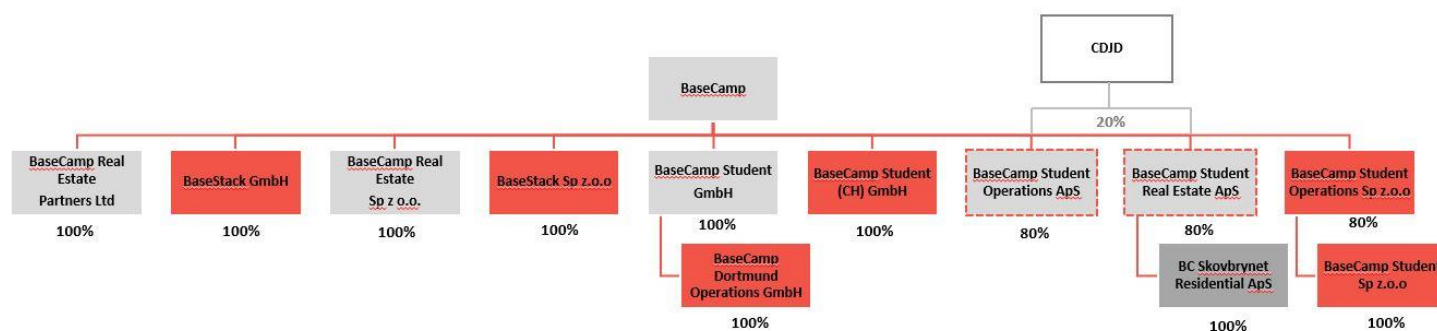 CDJD
BaseCamp
20%
BaseCamp Real
Estate
Partners Ltd
100%
BaseStack GmbH
100%
BaseCamp Real
Estate
Sp z o.o.
100%
BaseStack Sp z.o.o
100%
BaseCamp Student
GmbH
100%
BaseCamp Student
(CH) GmbH
100%
BaseCamp Student
Operations ApS
80%
BaseCamp Student
Real Estate ApS
80%
BaseCamp Student
Operations Sp z.o.o
80%
BaseCamp
Dortmund
Operations GmbH
100%
BC Skovbrynet
Residential ApS
100%
BaseCamp Student
Sp z.o.o
100%